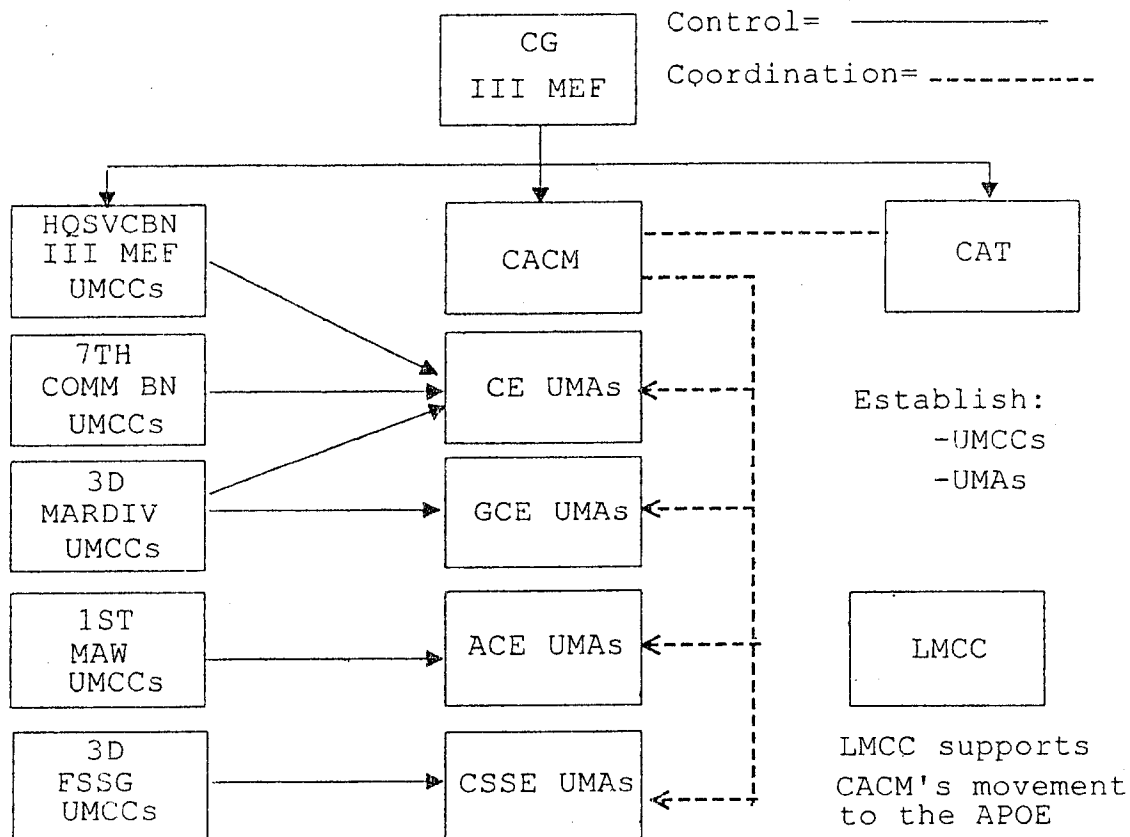 Control=
Coordination=
CG
III MEF
HQSVCBN
III MEF
UMCCs
CACM
CAT
7TH
COMM BN
UMCCs
CE UMAs
Establish:
-UMCCs
-UMAs
3D
MARDIV
UMCCs
GCE UMAs
1ST
MAW
UMCCs
ACE UMAs
LMCC
3D
FSSG
UMCCs
CSSE UMAs
LMCC supports
CACM's movement
to the APOE